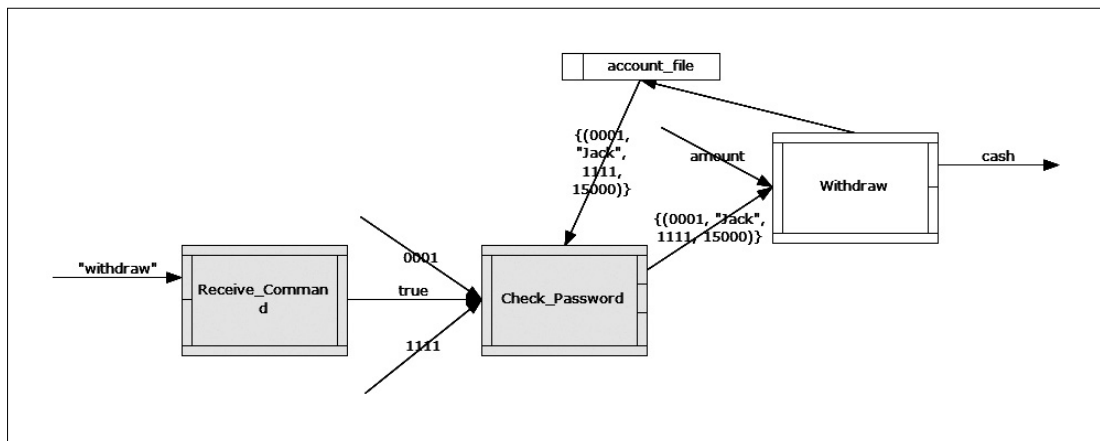 account_file
{(0001,
"Jack",
1111,
15000)}
amount
Withdraw
cash
{(0001, "Jack",
1111, 15000)}
"withdraw"
Receive_Comman
d
0001
true
1111
Check_Password